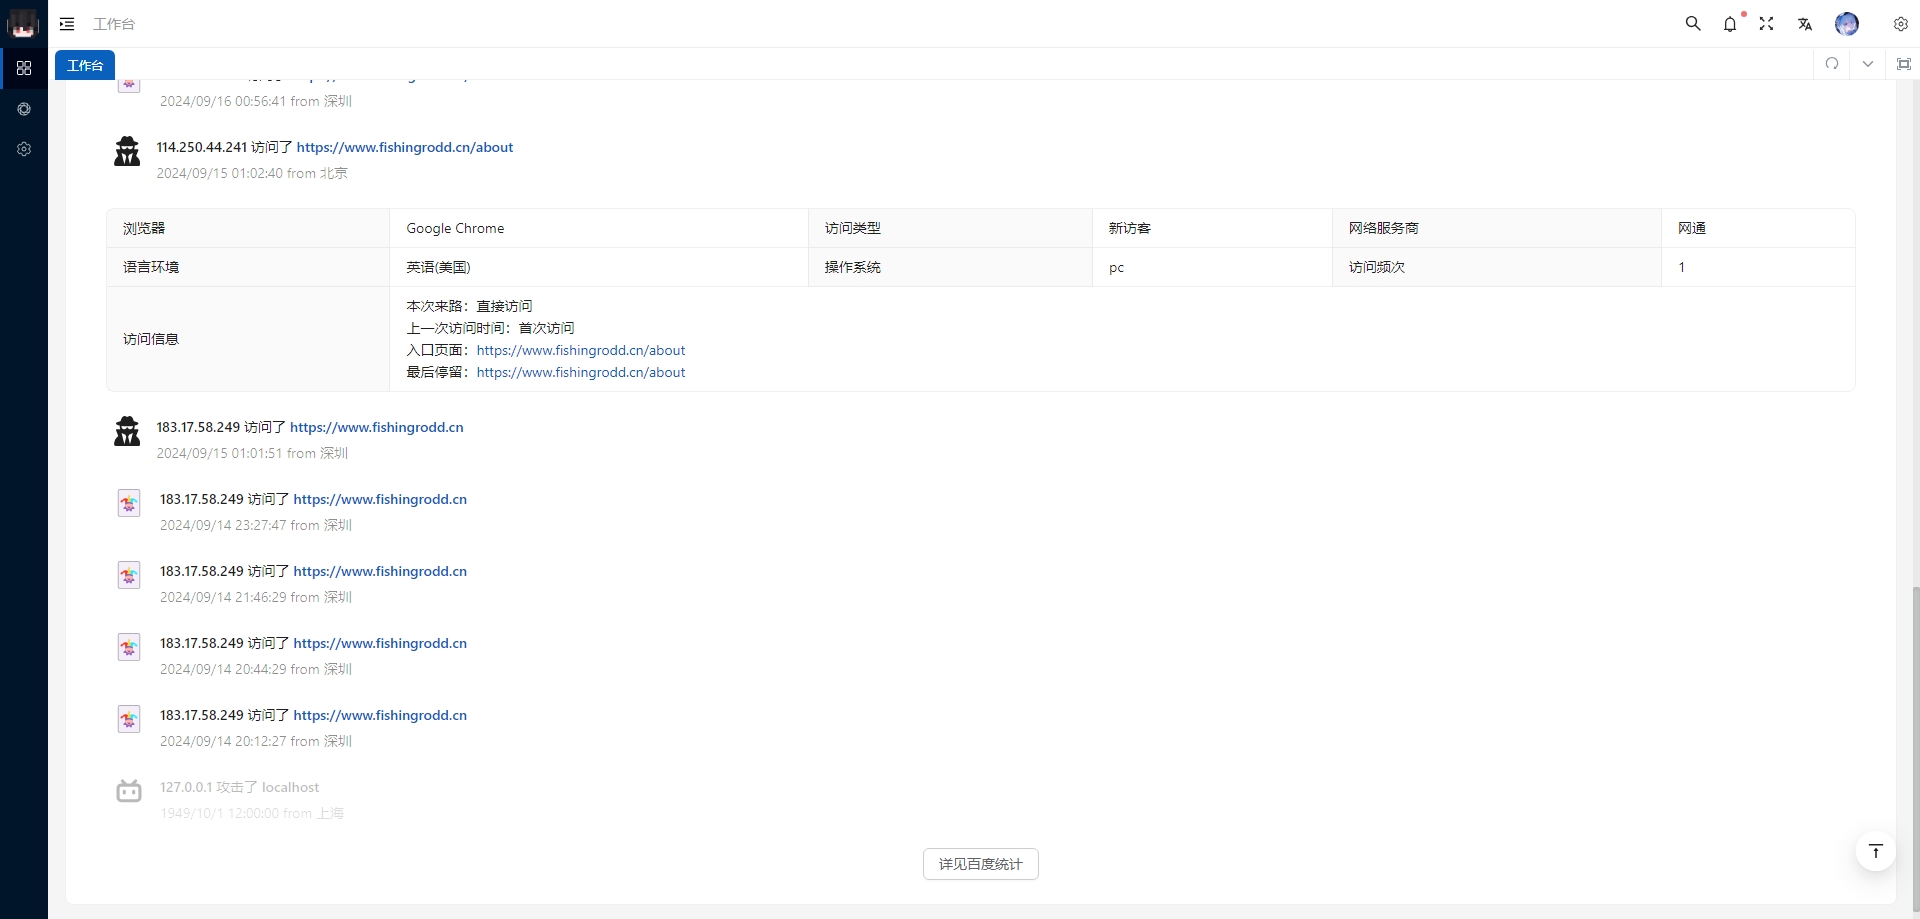 工作台
工作台
2024/09/16 00:56:41 from 深圳
114.250.44.241 访问了 https://www.fishingrodd.cn/about
2024/09/15 01:02:40 from 北京
浏览器 Google Chrome 访问类型 新访客 网络服务商 网通
语言环境 英语(美国) 操作系统 pc 访问频次 1
访问信息
本次来路：直接访问
上一次访问时间：首次访问
入口页面：https://www.fishingrodd.cn/about
最后停留：https://www.fishingrodd.cn/about
183.17.58.249 访问了 https://www.fishingrodd.cn
2024/09/15 01:01:51 from 深圳
183.17.58.249 访问了 https://www.fishingrodd.cn
2024/09/14 23:27:47 from 深圳
183.17.58.249 访问了 https://www.fishingrodd.cn
2024/09/14 21:46:29 from 深圳
183.17.58.249 访问了 https://www.fishingrodd.cn
2024/09/14 20:44:29 from 深圳
183.17.58.249 访问了 https://www.fishingrodd.cn
2024/09/14 20:12:27 from 深圳
127.0.0.1 攻击了 localhost
1949/10/1 12:00:00 from 上海
详见百度统计